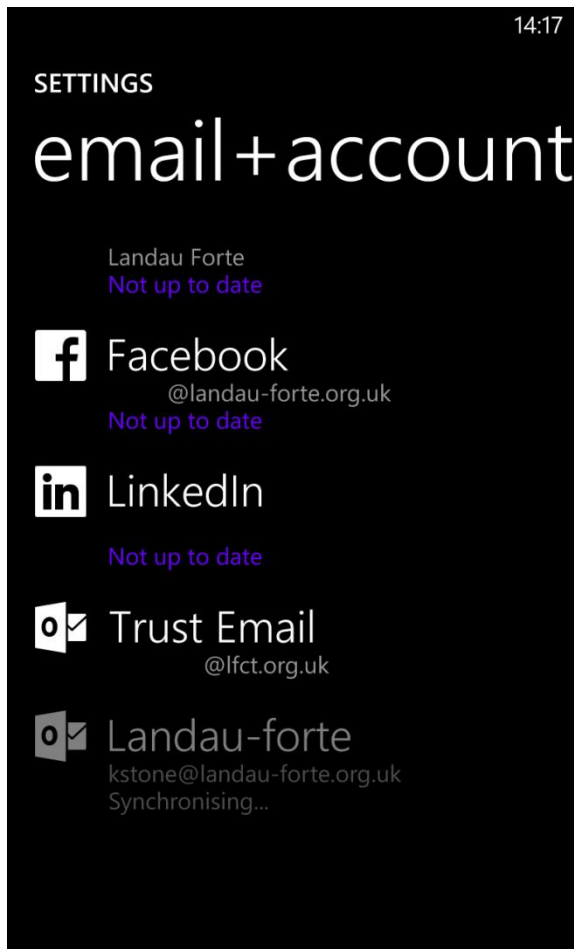 14:17
SETTINGS
email+account
Landau Forte
Not up to date
Facebook
@landau-forte.org.uk
Not up to date
LinkedIn
Not up to date
Trust Email
@lfct.org.uk
Landau-forte
kstone@landau-forte.org.uk
Synchronising...